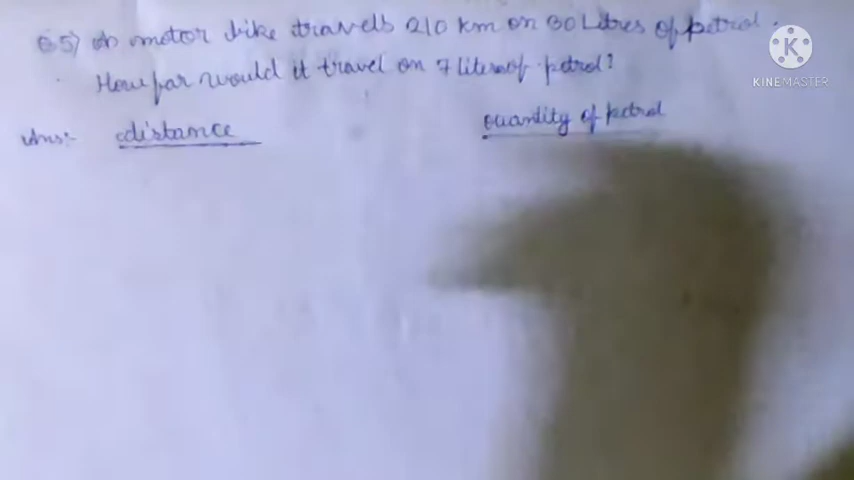 Q5) A motor bike travels 210 km on 30 Litres of petrol.
How far would it travel on 7 liters of petrol?
Ans:- distance quantity of petrol
KINEMASTER